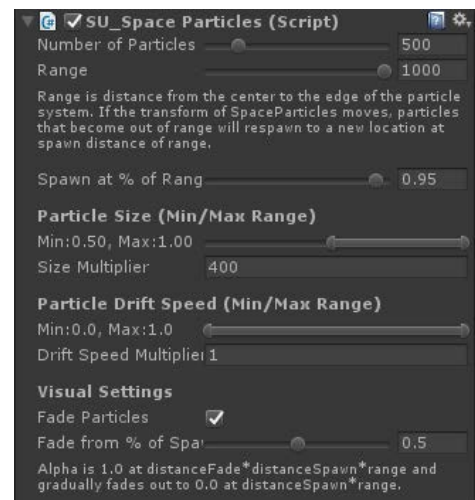 SU_Space Particles (Script)
Number of Particles 500
Range 1000
Range is distance from the center to the edge of the particle
system. If the transform of SpaceParticles moves, particles
that become out of range will respawn to a new location at
spawn distance of range.
Spawn at % of Rang 0.95
Particle Size (Min/Max Range)
Min:0.50, Max:1.00
Size Multiplier 400
Particle Drift Speed (Min/Max Range)
Min:0.0, Max:1.0
Drift Speed Multiplier 1
Visual Settings
Fade Particles
Fade from % of Spa 0.5
Alpha is 1.0 at distanceFade*distanceSpawn*range and
gradually fades out to 0.0 at distanceSpawn*range.